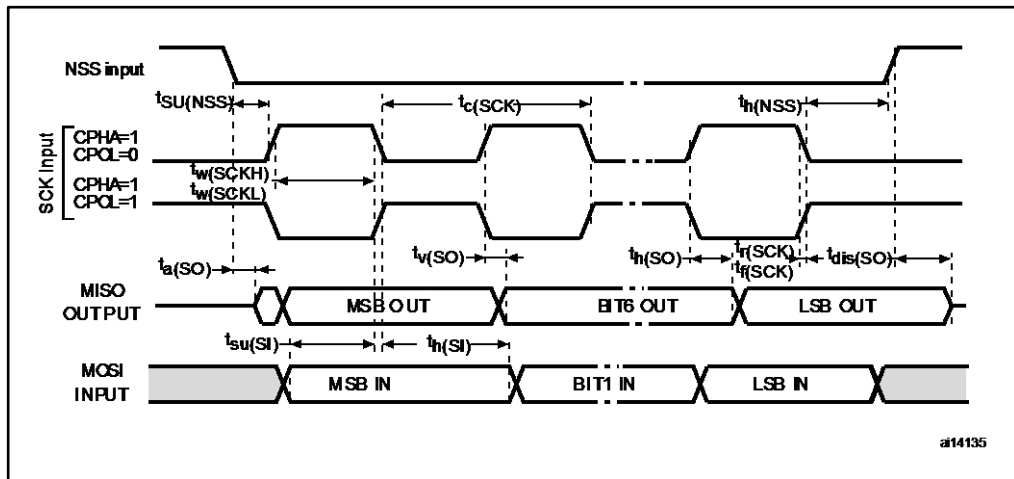 NSS input
tSU(NSS)
tc(SCK)
th(NSS)
SCK Input
CPHA=1
CPOL=0
tw(SCKH)
CPHA=1
tw(SCKL)
CPOL=1
ta(SO)
tv(SO)
th(SO)
tr(SCK)
tf(SCK)
tdis(SO)
MISO
OUTPUT
MSB OUT
BIT6 OUT
LSB OUT
tsu(SI)
th(SI)
MOSI
INPUT
MSB IN
BIT1 IN
LSB IN
ai14135